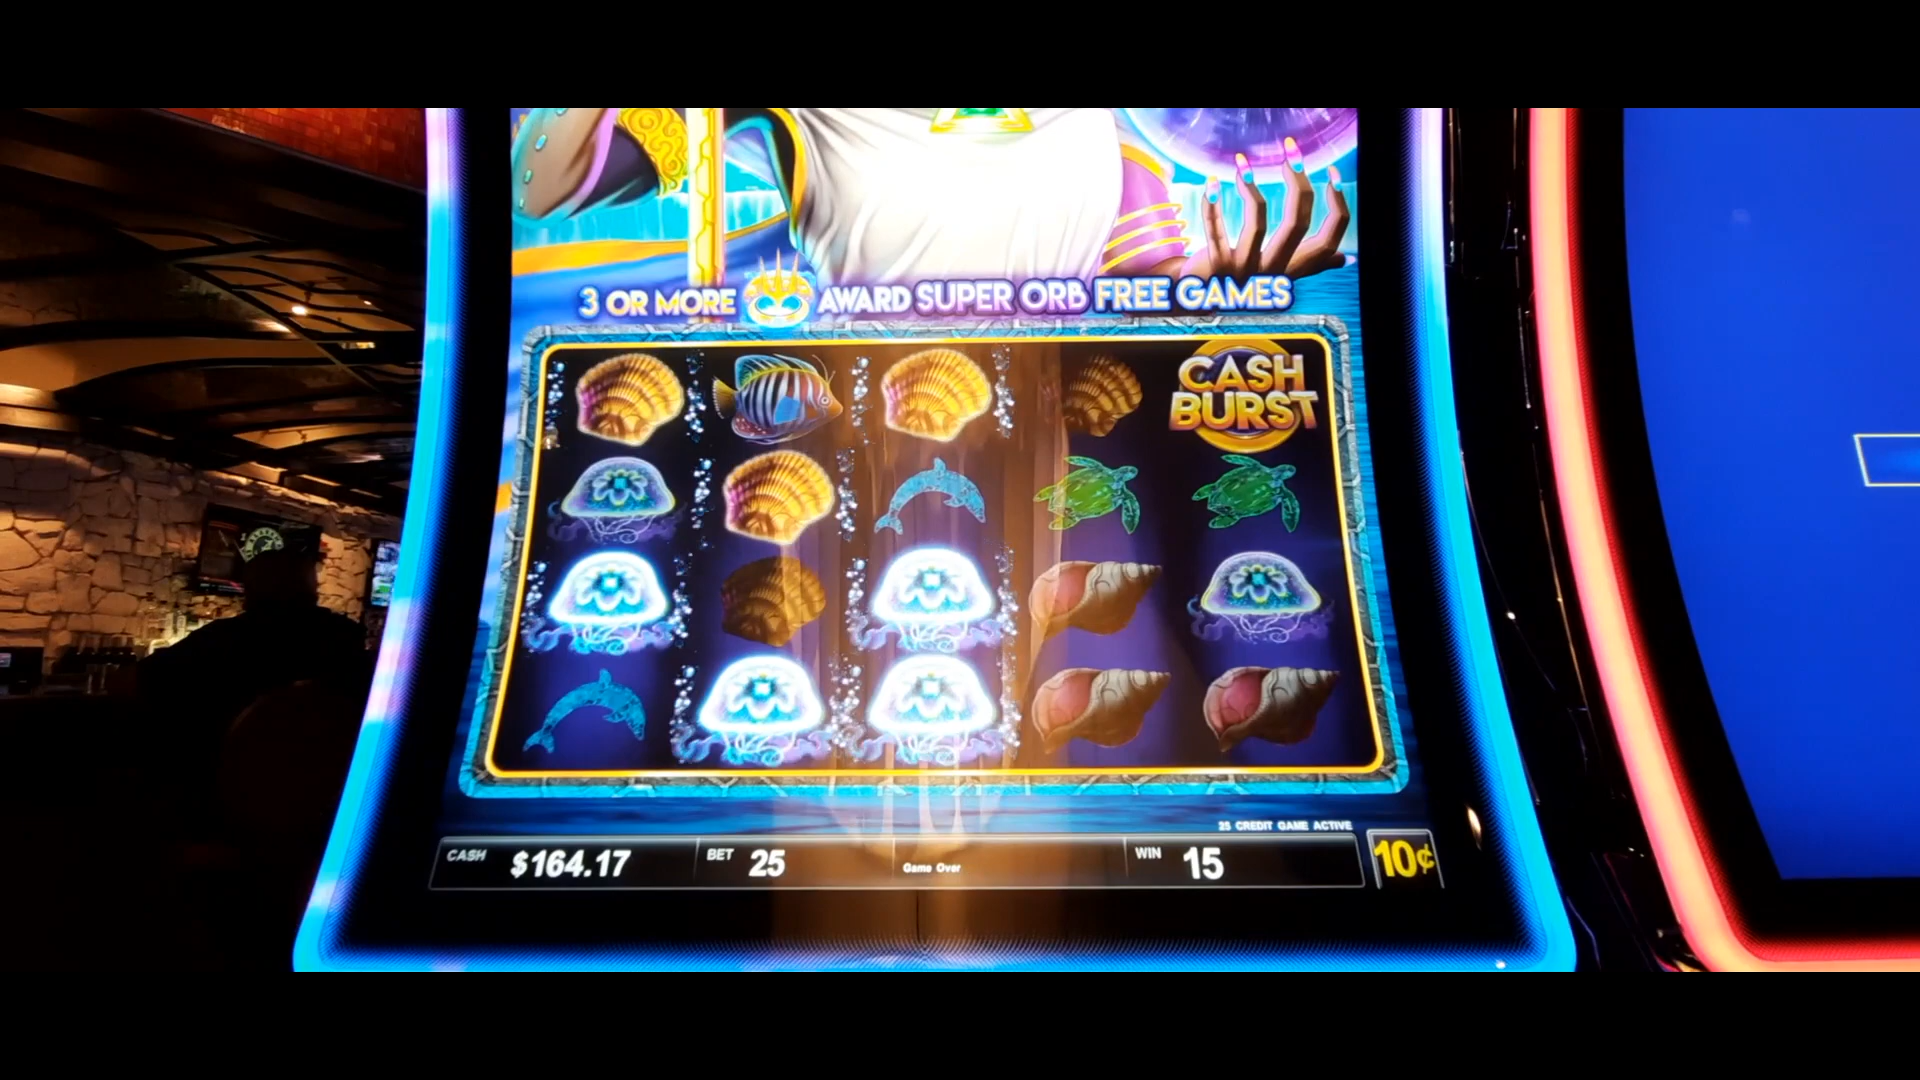 3 OR MORE AWARD SUPER ORB FREE GAMES
CASH
BURST
25 CREDIT GAME ACTIVE
CASH $164.17 BET 25 Game Over WIN 15 10¢